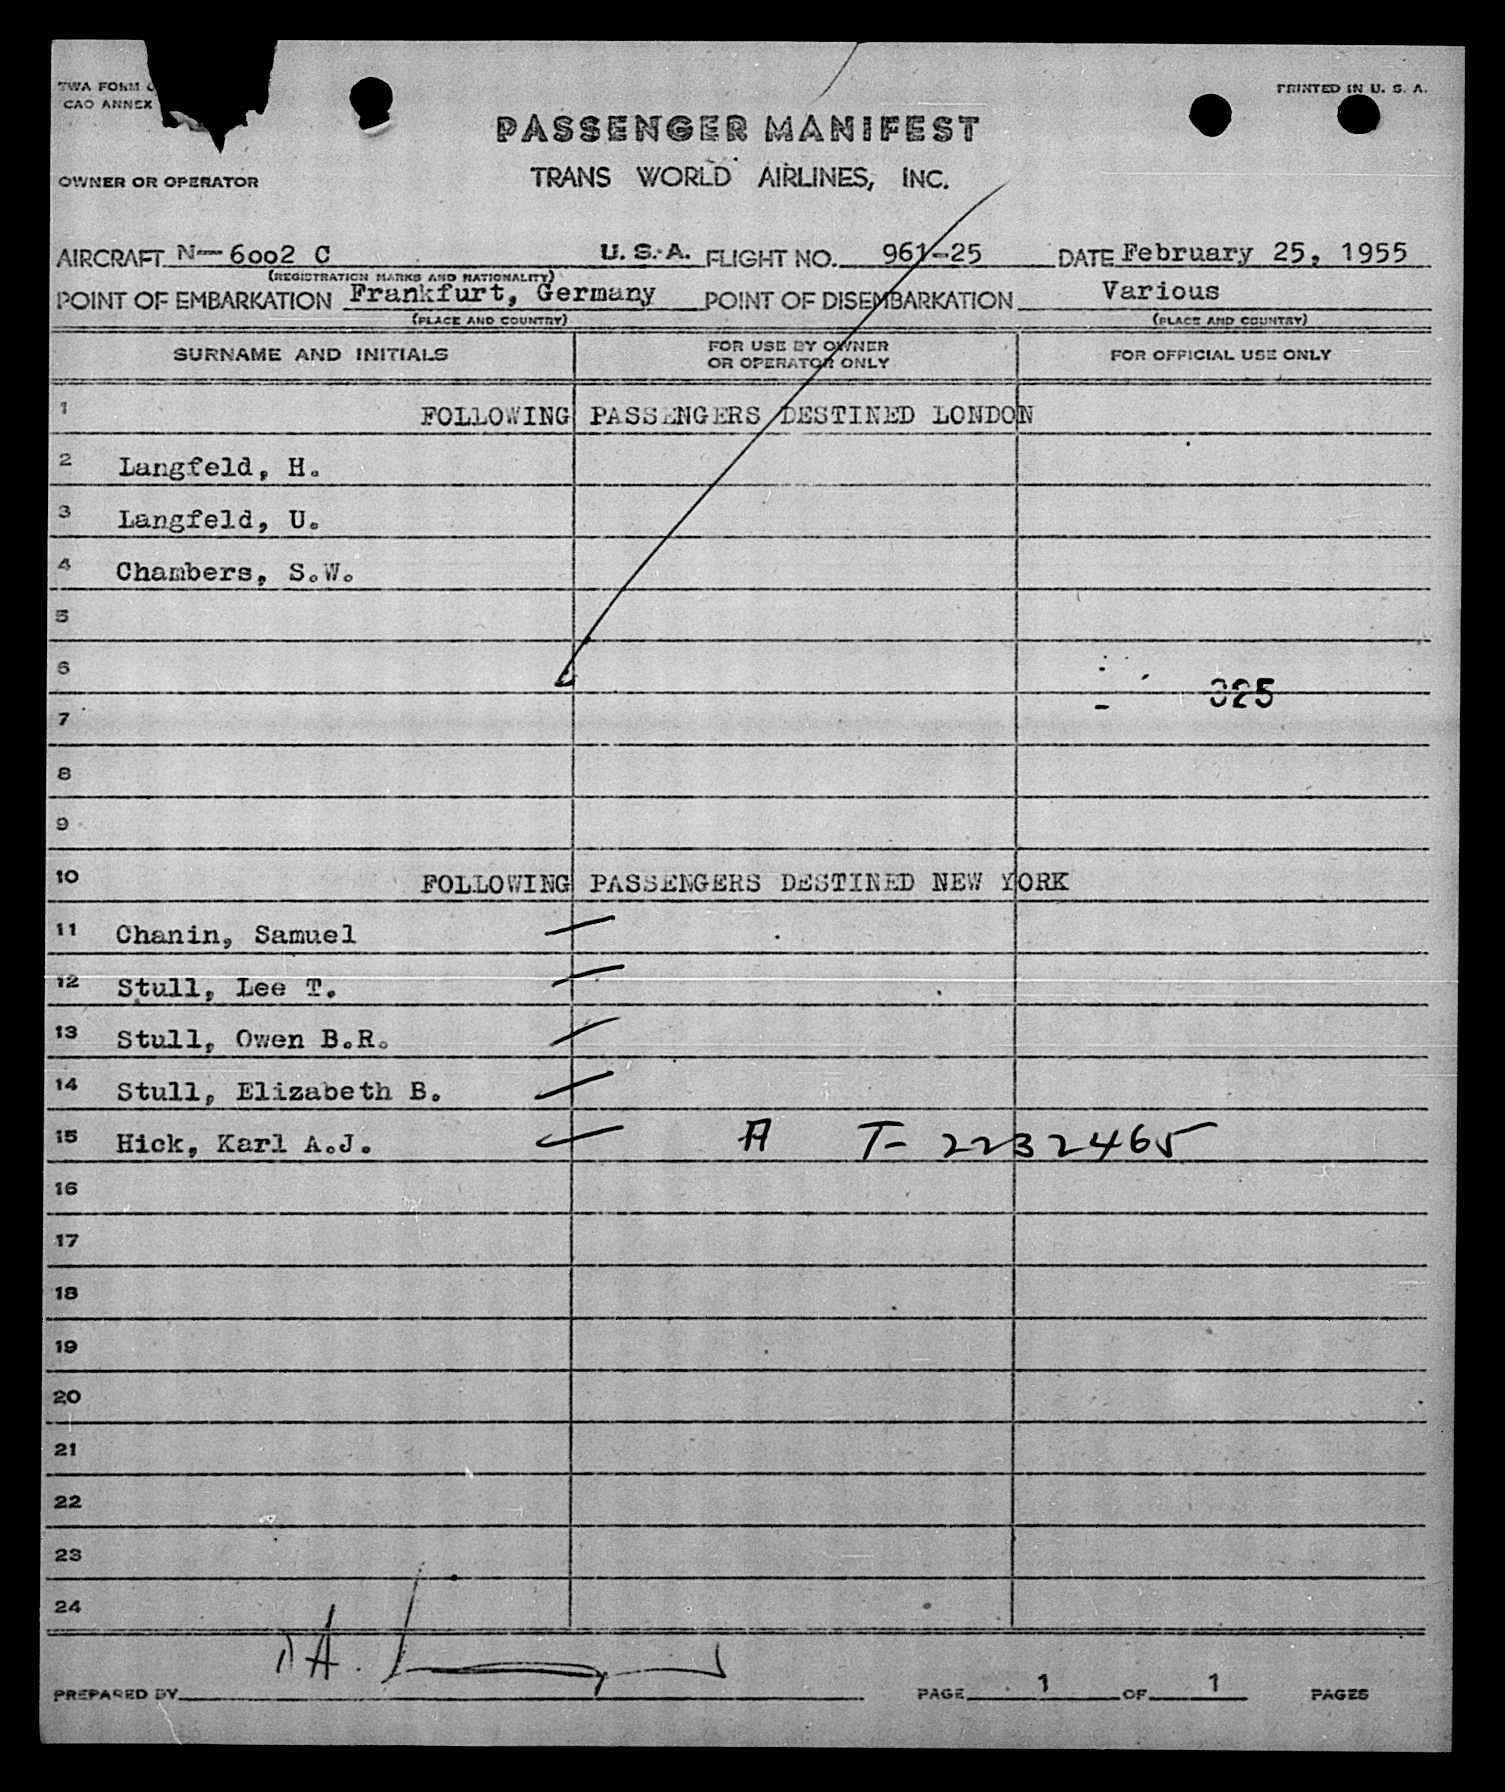 TWA FORM
CAO ANNEX
PRINTED IN U. S. A.
PASSENGER MANIFEST
OWNER OR OPERATOR TRANS WORLD AIRLINES, INC.
AIRCRAFT N-6002 C U. S. A. FLIGHT NO. 961-25 DATE February 25, 1955
(REGISTRATION MARKS AND NATIONALITY)
POINT OF EMBARKATION Frankfurt, Germany POINT OF DISEMBARKATION Various
(PLACE AND COUNTRY) (PLACE AND COUNTRY)
SURNAME AND INITIALS FOR USE BY OWNER OR OPERATOR ONLY FOR OFFICIAL USE ONLY
1 FOLLOWING PASSENGERS DESTINED LONDON
2 Langfeld, H.
3 Langfeld, U.
4 Chambers, S.W.
5
6
325
7
8
9
10 FOLLOWING PASSENGERS DESTINED NEW YORK
11 Chanin, Samuel
12 Stull, Lee T.
13 Stull, Owen B.R.
14 Stull, Elizabeth B.
15 Hick, Karl A.J. A T- 2232465
16
17
18
19
20
21
22
23
24
PREPARED BY PAGE 1 OF 1 PAGES